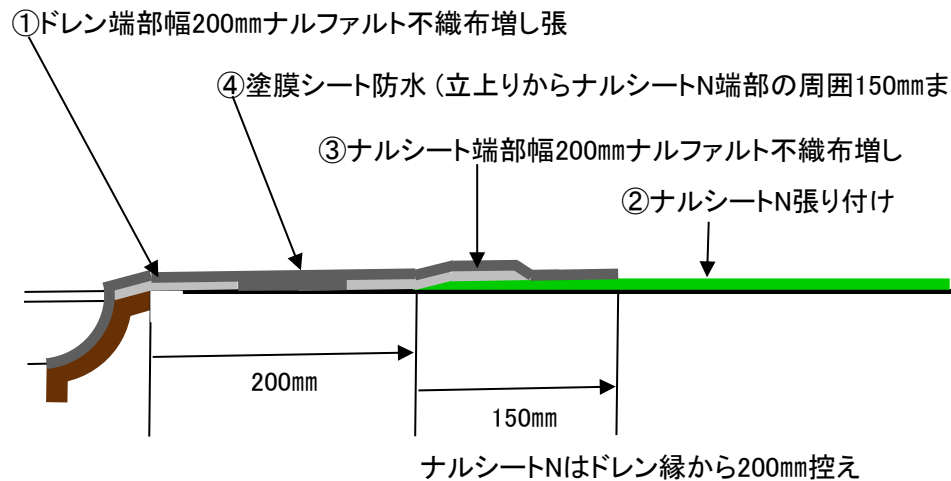 ①ドレン端部幅200㎜ナルファルト不織布増し張
④塗膜シート防水（立上りからナルシートN端部の周囲150㎜ま
③ナルシート端部幅200㎜ナルファルト不織布増し
②ナルシートN張り付け
200㎜
150㎜
ナルシートNはドレン縁から200㎜控え